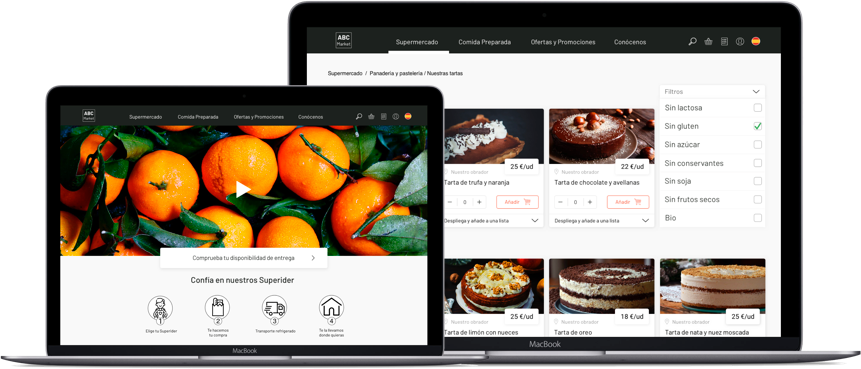 ABC
Market
Supermercado
Comida Preparada
Ofertas y Promociones
Conócenos
Supermercado / Panadería y pastelería / Nuestras tartas
Filtros
Sin lactosa
Sin gluten
Sin azúcar
Sin conservantes
Sin soja
Sin frutos secos
Bio
25 €/ud
Nuestro obrador
Tarta de trufa y naranja
0
Añadir
Despliega y añade a una lista
22 €/ud
Nuestro obrador
Tarta de chocolate y avellanas
0
Añadir
Despliega y añade a una lista
25 €/ud
Nuestro obrador
Tarta de limón con nueces
18 €/ud
Nuestro obrador
Tarta de oreo
25 €/ud
Nuestro obrador
Tarta de nata y nuez moscada
MacBook
ABC
Market
Supermercado
Comida Preparada
Ofertas y Promociones
Conócenos
Comprueba tu disponibilidad de entrega
Confía en nuestros Superider
1
Elige tu Superider
2
Te hacemos
tu compra
3
Transporte refrigerado
4
Te la llevamos
donde quieras
MacBook